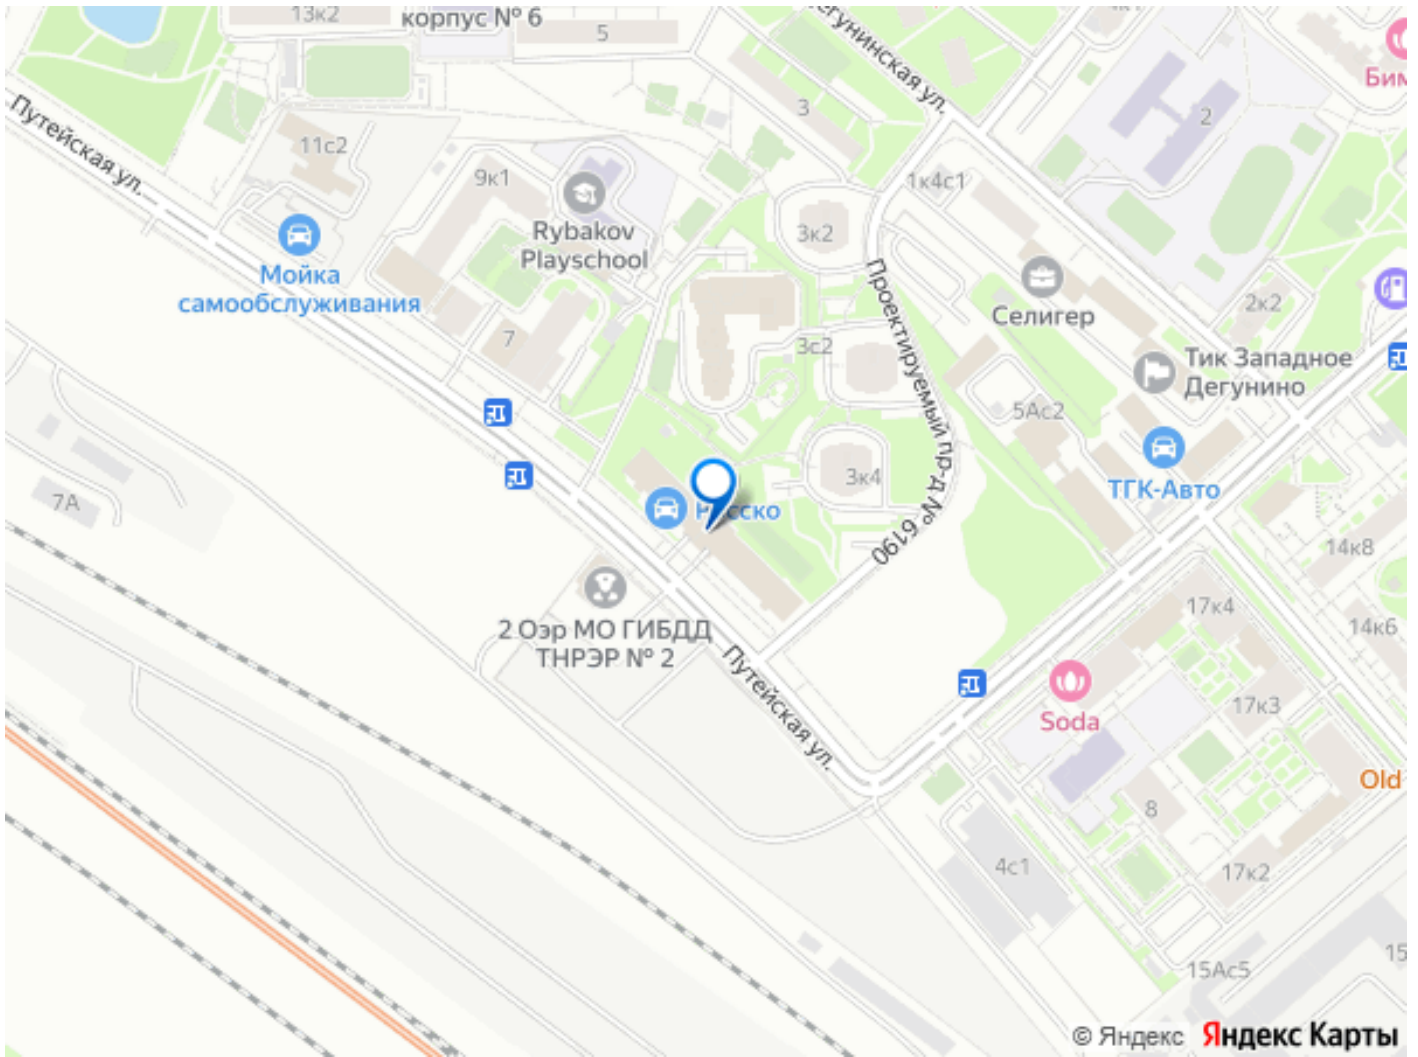 13к2
корпус № 6
5
Бим
Путейская ул.
11с2
9к1
3
2
1к4с1
Rybakov
Playschool
3к2
Мойка
самообслуживания
Селигер
2к2
7
3с2
Проектируемый пр-д № 6190
Тик Западное
Дегунино
5Ас2
7А
3к4
ТГК-Авто
14к8
2 Оэр МО ГИБДД
ТНРЭР № 2
17к4
14к6
Путейская ул.
Soda
17к3
Old
8
4с1
17к2
15Ас5
15
© Яндекс Яндекс Карты